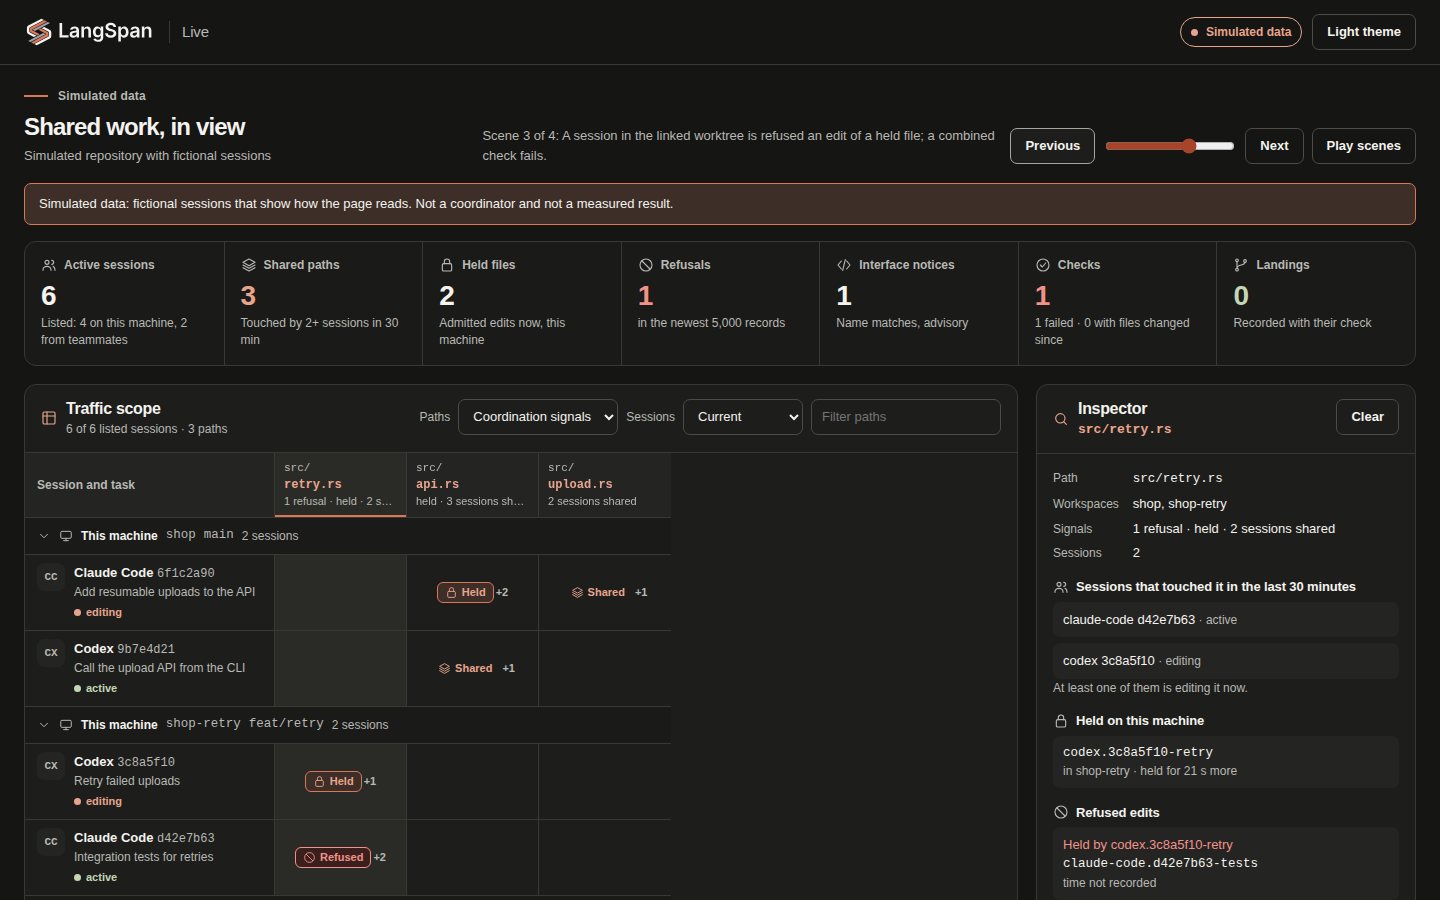 LangSpan
Live
Simulated data
Light theme
Simulated data
Shared work, in view
Simulated repository with fictional sessions
Scene 3 of 4: A session in the linked worktree is refused an edit of a held file; a combined
check fails.
Previous
Next
Play scenes
Simulated data: fictional sessions that show how the page reads. Not a coordinator and not a measured result.
Active sessions
6
Listed: 4 on this machine, 2
from teammates
Shared paths
3
Touched by 2+ sessions in 30
min
Held files
2
Admitted edits now, this
machine
Refusals
1
in the newest 5,000 records
Interface notices
1
Name matches, advisory
Checks
1
1 failed · 0 with files changed
since
Landings
0
Recorded with their check
Traffic scope
6 of 6 listed sessions · 3 paths
Paths
Coordination signals
Sessions
Current
Filter paths
Session and task
src/
retry.rs
1 refusal · held · 2 s…
src/
api.rs
held · 3 sessions sh…
src/
upload.rs
2 sessions shared
This machine shop main 2 sessions
CC
Claude Code 6f1c2a90
Add resumable uploads to the API
editing
Held +2
Shared +1
CX
Codex 9b7e4d21
Call the upload API from the CLI
active
Shared +1
This machine shop-retry feat/retry 2 sessions
CX
Codex 3c8a5f10
Retry failed uploads
editing
Held +1
CC
Claude Code d42e7b63
Integration tests for retries
active
Refused +2
Inspector
src/retry.rs
Clear
Path src/retry.rs
Workspaces shop, shop-retry
Signals 1 refusal · held · 2 sessions shared
Sessions 2
Sessions that touched it in the last 30 minutes
claude-code d42e7b63 · active
codex 3c8a5f10 · editing
At least one of them is editing it now.
Held on this machine
codex.3c8a5f10-retry
in shop-retry · held for 21 s more
Refused edits
Held by codex.3c8a5f10-retry
claude-code.d42e7b63-tests
time not recorded